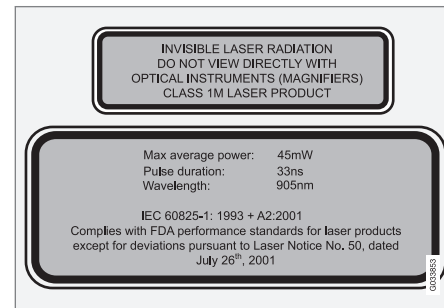 INVISIBLE LASER RADIATION
DO NOT VIEW DIRECTLY WITH
OPTICAL INSTRUMENTS (MAGNIFIERS)
CLASS 1M LASER PRODUCT
Max average power: 45mW
Pulse duration: 33ns
Wavelength: 905nm
IEC 60825-1: 1993 + A2:2001
Complies with FDA performance standards for laser products
except for deviations pursuant to Laser Notice No. 50, dated
July 26th, 2001
G033853